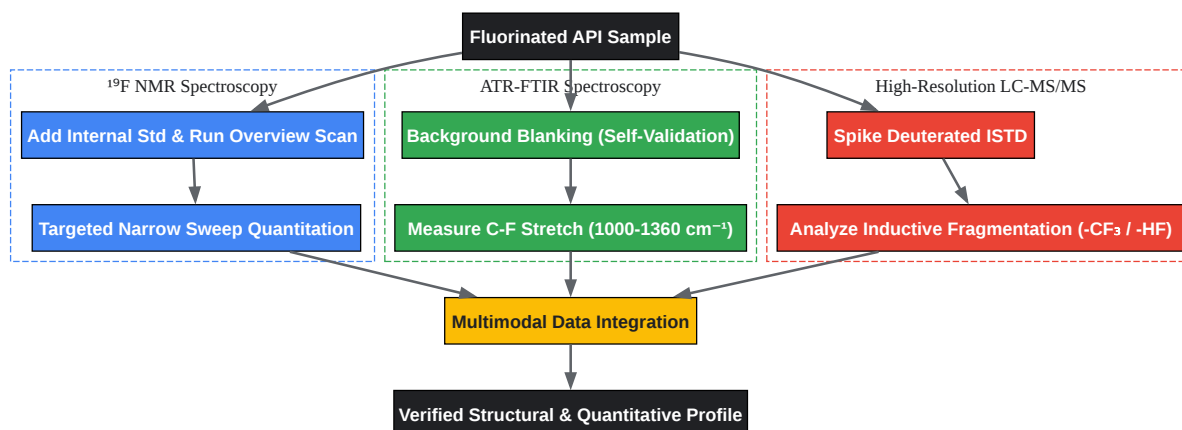 Fluorinated API Sample
¹⁹F NMR Spectroscopy
ATR-FTIR Spectroscopy
High-Resolution LC-MS/MS
Add Internal Std & Run Overview Scan
Background Blanking (Self-Validation)
Spike Deuterated ISTD
Targeted Narrow Sweep Quantitation
Measure C-F Stretch (1000-1360 cm⁻¹)
Analyze Inductive Fragmentation (-CF₃ / -HF)
Multimodal Data Integration
Verified Structural & Quantitative Profile